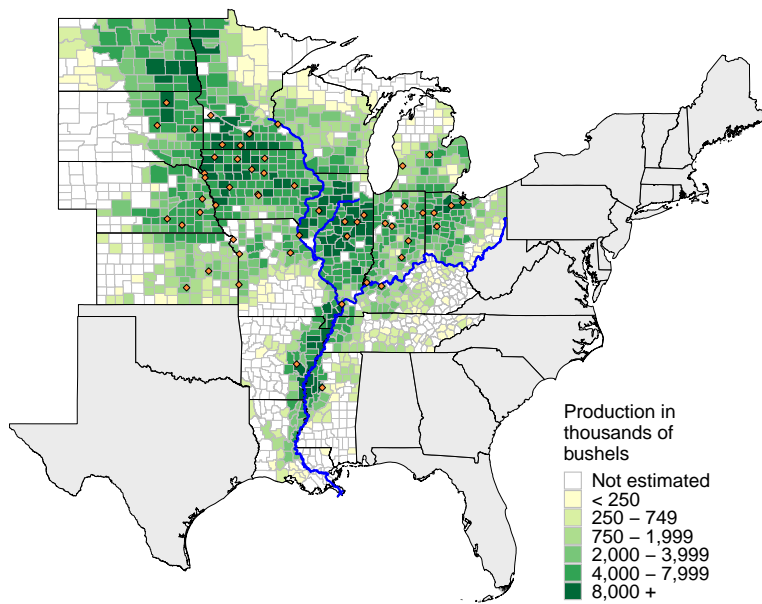 Production in
thousands of
bushels
Not estimated
< 250
250 – 749
750 – 1,999
2,000 – 3,999
4,000 – 7,999
8,000 +